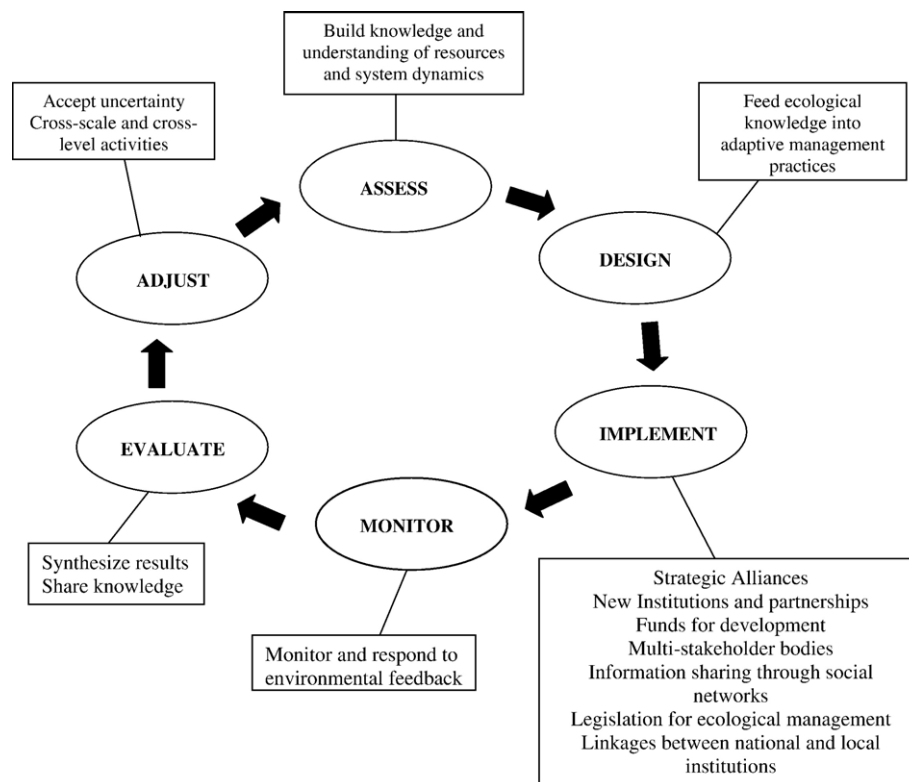 Build knowledge and
understanding of resources
and system dynamics
Accept uncertainty
Cross-scale and cross-
level activities
Feed ecological
knowledge into
adaptive management
practices
ASSESS
DESIGN
ADJUST
IMPLEMENT
EVALUATE
MONITOR
Synthesize results
Share knowledge
Monitor and respond to
environmental feedback
Strategic Alliances
New Institutions and partnerships
Funds for development
Multi-stakeholder bodies
Information sharing through social
networks
Legislation for ecological management
Linkages between national and local
institutions